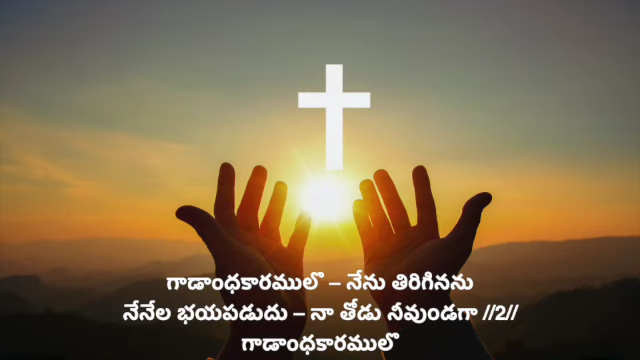 గాడాంధకారములొ – నేను తిరిగినను
నేనేల భయపడుదు – నా తోడు నీవుండగా //2//
గాడాంధకారములొ